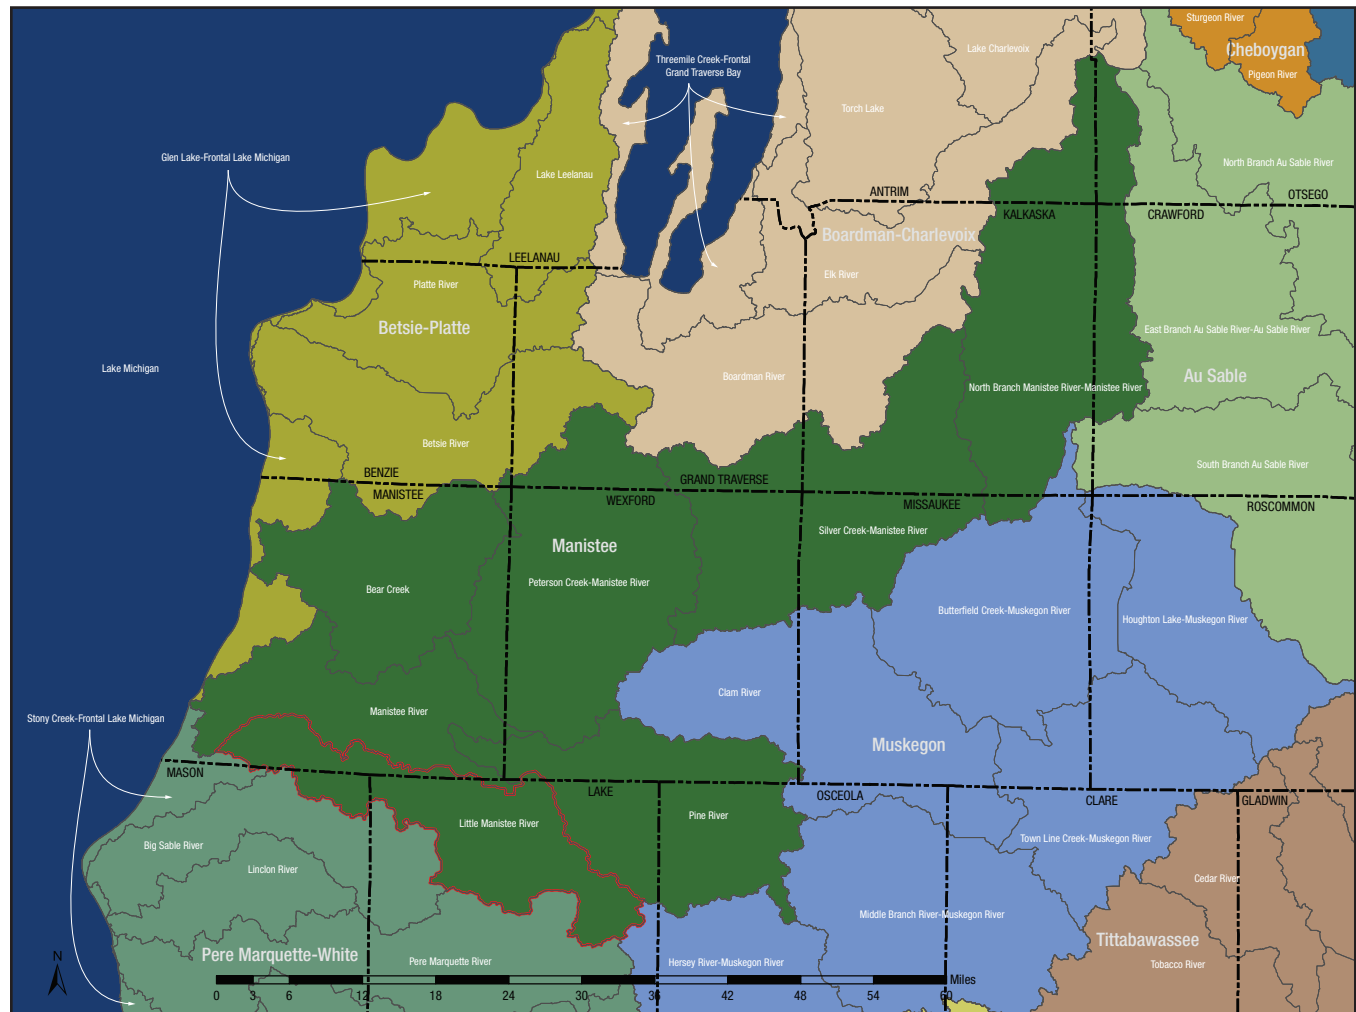 Sturgeon River
Lake Charlevoix
Cheboygan
Threemile Creek-Frontal
Grand Traverse Bay
Pigeon River
Torch Lake
Glen Lake-Frontal Lake Michigan
North Branch Au Sable River
Lake Leelanau
ANTRIM
OTSEGO
KALKASKA
CRAWFORD
Boardman-Charlevoix
LEELANAU
Elk River
Platte River
Betsie-Platte
East Branch Au Sable River-Au Sable River
Lake Michigan
Boardman River
Au Sable
North Branch Manistee River-Manistee River
Betsie River
South Branch Au Sable River
BENZIE
GRAND TRAVERSE
MANISTEE
WEXFORD
MISSAUKEE
ROSCOMMON
Silver Creek-Manistee River
Manistee
Peterson Creek-Manistee River
Bear Creek
Butterfield Creek-Muskegon River
Houghton Lake-Muskegon River
Clam River
Manistee River
Stony Creek-Frontal Lake Michigan
Muskegon
MASON
LAKE
OSCEOLA
CLARE
GLADWIN
Pine River
Little Manistee River
Town Line Creek-Muskegon River
Big Sable River
Linclon River
Cedar River
Middle Branch River-Muskegon River
Tittabawassee
Pere Marquette-White
Pere Marquette River
Hersey River-Muskegon River
Tobacco River
N
Miles
0 3 6 12 18 24 30 36 42 48 54 60